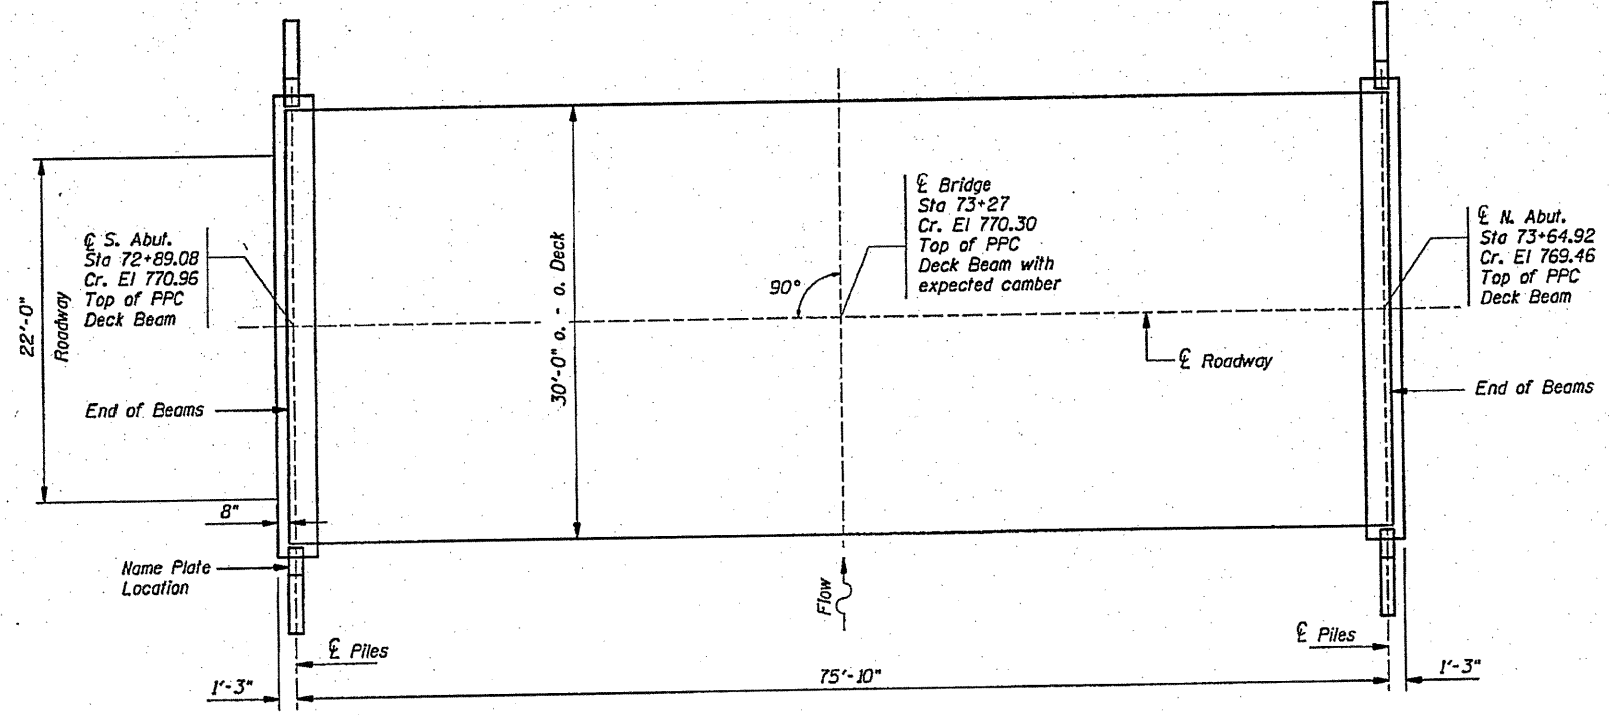 ℄ Bridge
Sta 73+27
Cr. El 770.30
Top of PPC
Deck Beam with
expected camber
℄ S. Abut.
Sta 72+89.08
Cr. El 770.96
Top of PPC
Deck Beam
℄ N. Abut.
Sta 73+64.92
Cr. El 769.46
Top of PPC
Deck Beam
90°
22'-0"
Roadway
30'-0" o. - o. Deck
℄ Roadway
End of Beams
End of Beams
8"
Name Plate
Location
Flow
℄ Piles
℄ Piles
1'-3"
75'-10"
1'-3"